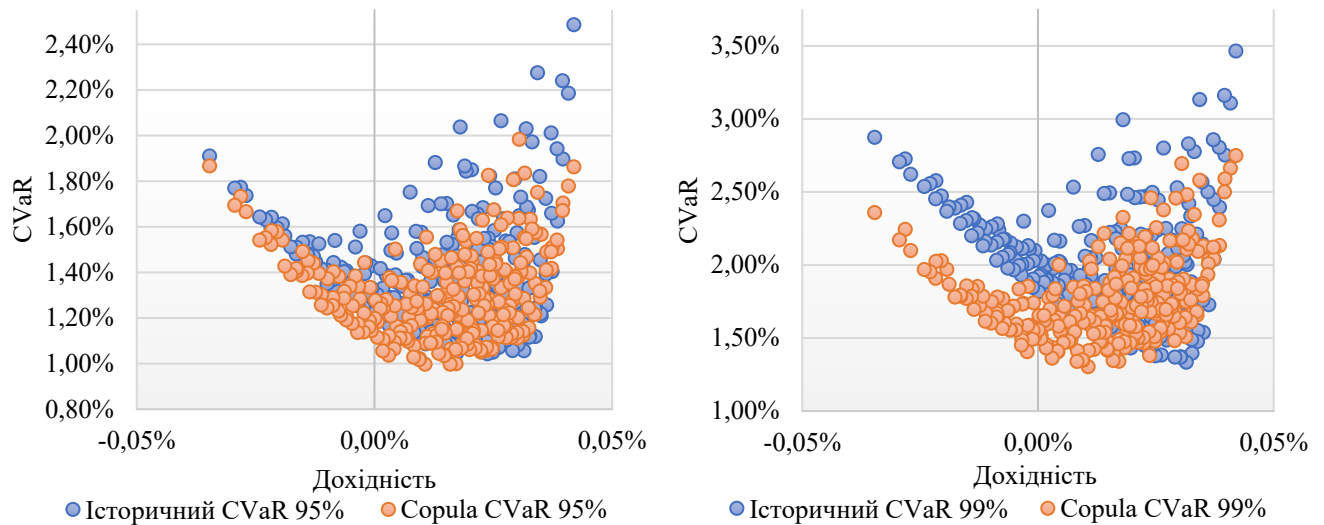 2,40%
2,20%
2,00%
1,80%
1,60%
1,40%
1,20%
1,00%
0,80%
CVaR
-0,05%
0,00%
0,05%
Дохідність
Історичний CVaR 95%
Copula CVaR 95%
3,50%
3,00%
2,50%
2,00%
1,50%
1,00%
CVaR
-0,05%
0,00%
0,05%
Дохідність
Історичний CVaR 99%
Copula CVaR 99%